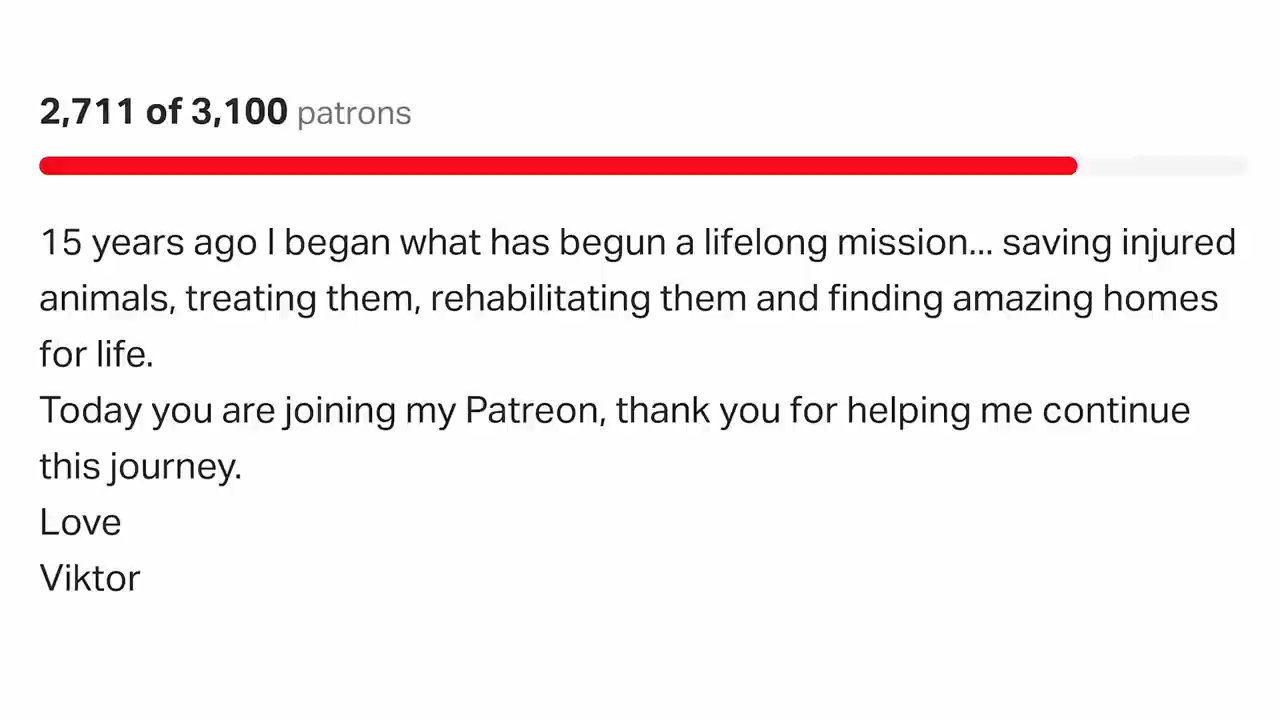 2,711 of 3,100 patrons
15 years ago I began what has begun a lifelong mission... saving injured
animals, treating them, rehabilitating them and finding amazing homes
for life.
Today you are joining my Patreon, thank you for helping me continue
this journey.
Love
Viktor